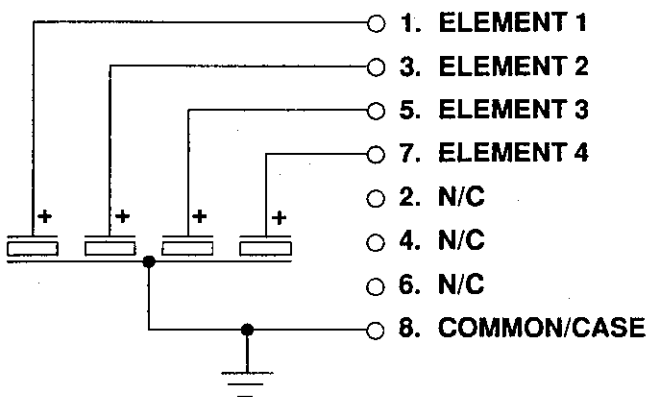 1. ELEMENT 1
3. ELEMENT 2
5. ELEMENT 3
7. ELEMENT 4
+ + + +
2. N/C
4. N/C
6. N/C
8. COMMON/CASE